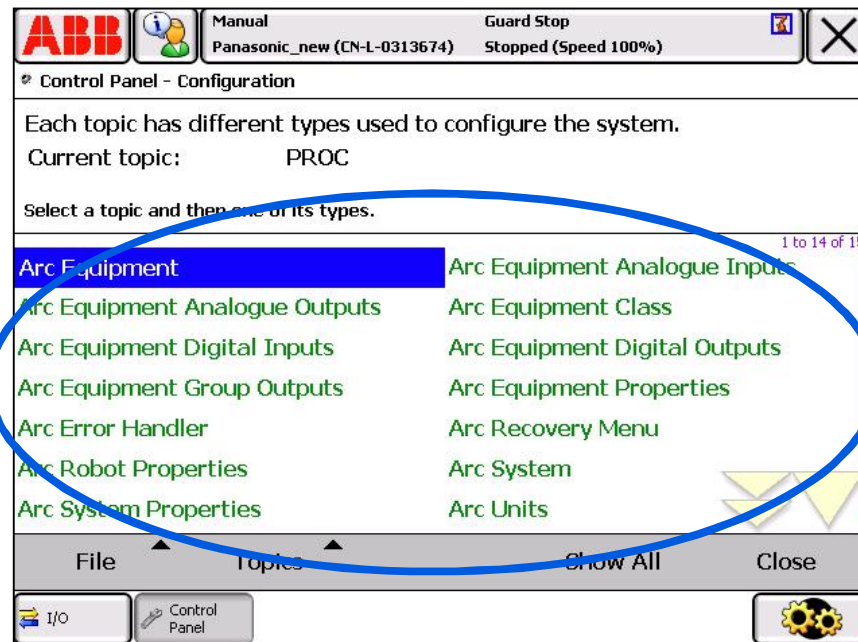 ABB
Manual Guard Stop
Panasonic_new (CN-L-0313674) Stopped (Speed 100%)
Control Panel - Configuration
Each topic has different types used to configure the system.
Current topic: PROC
Select a topic and then one of its types.
1 to 14 of
Arc Equipment Arc Equipment Analogue Inputs
Arc Equipment Analogue Outputs Arc Equipment Class
Arc Equipment Digital Inputs Arc Equipment Digital Outputs
Arc Equipment Group Outputs Arc Equipment Properties
Arc Error Handler Arc Recovery Menu
Arc Robot Properties Arc System
Arc System Properties Arc Units
File Topics Show All Close
I/O Control
Panel